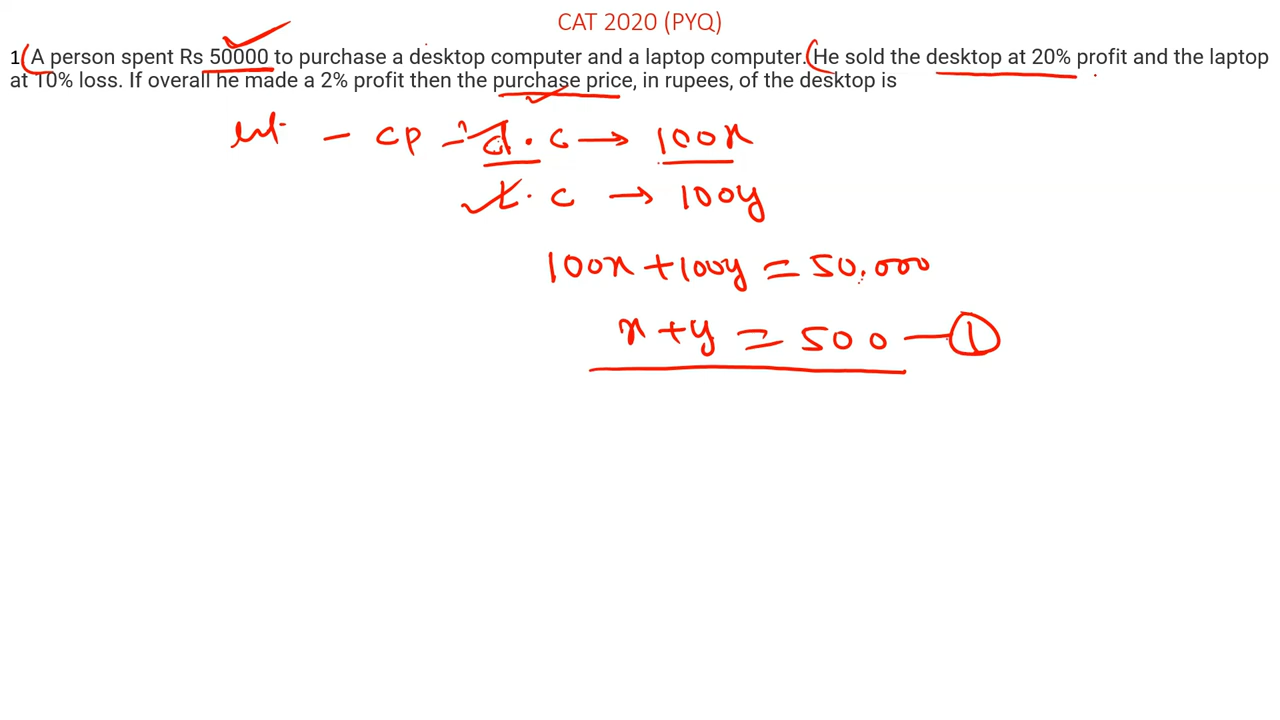 CAT 2020 (PYQ)
1. A person spent Rs 50000 to purchase a desktop computer and a laptop computer. He sold the desktop at 20% profit and the laptop
at 10% loss. If overall he made a 2% profit then the purchase price, in rupees, of the desktop is
let - CP - d.c → 100x
l.c → 100y
100x + 100y = 50,000
x + y = 500 — ①